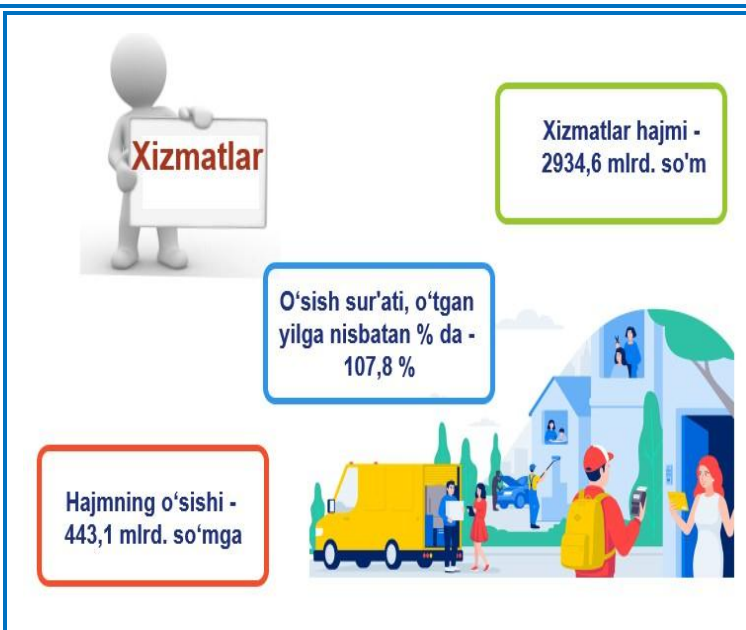 Xizmatlar
Xizmatlar hajmi -
2934,6 mlrd. so'm
O‘sish sur'ati, o‘tgan
yilga nisbatan % da -
107,8 %
Hajmning o‘sishi -
443,1 mlrd. so‘mga